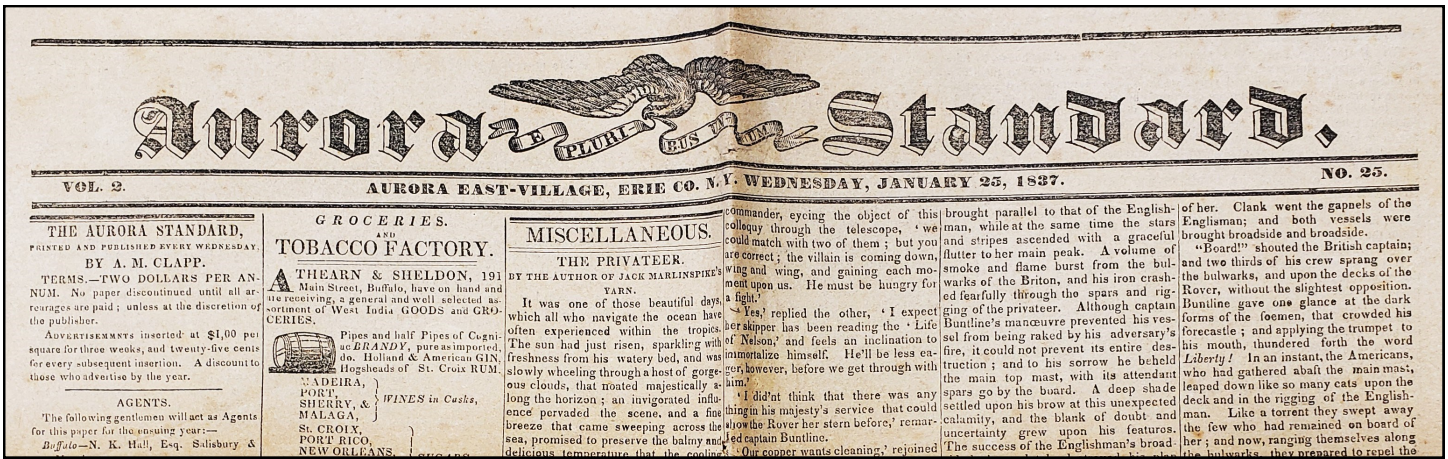 Aurora Standard.
E PLURI- BUS UNUM
VOL. 2. AURORA EAST-VILLAGE, ERIE CO. N.Y. WEDNESDAY, JANUARY 25, 1837. NO. 25.
THE AURORA STANDARD,
PRINTED AND PUBLISHED EVERY WEDNESDAY,
BY A. M. CLAPP.
TERMS.—TWO DOLLARS PER AN-
NUM. No paper discontinued until all ar-
rearages are paid ; unless at the discretion of
the publisher.
ADVERTISEMNTS inserted at $1,00 per
square for three weeks, and twenty-five cents
for every subsequent insertion. A discount to
those who advertise by the year.
AGENTS.
The following gentlemen will act as Agents
for this paper for the ensuing year:—
Buffalo—N. K. Hall, Esq. Salisbury &
GROCERIES.
AND
TOBACCO FACTORY.
ATHEARN & SHELDON, 191
Main Street, Buffalo, have on hand and
are receiving, a general and well selected as-
sortment of West India GOODS and GRO-
CERIES.
Pipes and half Pipes of Cogni-
ac BRANDY, pure as imported,
do. Holland & American GIN,
Hogsheads of St. Croix RUM.
MADEIRA,
PORT,
SHERRY, & WINES in Casks,
MALAGA,
St. CROIX,
PORT RICO,
NEW ORLEANS, SUGARS
MISCELLANEOUS.
THE PRIVATEER.
BY THE AUTHOR OF JACK MARLINSPIKE'S
YARN.
It was one of those beautiful days,
which all who navigate the ocean have
often experienced within the tropics.
The sun had just risen, sparkling with
freshness from his watery bed, and was
slowly wheeling through a host of gorge-
ous clouds, that noated majestically a-
long the horizon ; an invigorated influ-
ence pervaded the scene, and a fine
breeze that came sweeping across the
sea, promised to preserve the balmy and
delicious temperature that the cooling
commander, eycing the object of this
colloquy through the telescope, ‘ we
could match with two of them ; but you
are correct ; the villain is coming down,
wing and wing, and gaining each mo-
ment upon us. He must be hungry for
a fight.’
‘ Yes,’ replied the other, ‘ I expect
her skipper has been reading the ‘ Life
of Nelson,’ and feels an inclination to
immortalize himself. He'll be less ea-
ger, however, before we get through with
him.’
‘ I did'nt think that there was any
thing in his majesty's service that could
show the Rover her stern before,’ remar-
ked captain Buntline.
‘ Our copper wants cleaning,’ rejoined
brought parallel to that of the English-
man, while at the same time the stars
and stripes ascended with a graceful
flutter to her main peak. A volume of
smoke and flame burst from the bul-
warks of the Briton, and his iron crash-
ed fearfully through the spars and rig-
ging of the privateer. Although captain
Buntline's manœuvre prevented his ves-
sel from being raked by his adversary's
fire, it could not prevent its entire des-
truction ; and to his sorrow he beheld
the main top mast, with its attendant
spars go by the board. A deep shade
settled upon his brow at this unexpected
calamity, and the blank of doubt and
uncertainty grew upon his features.
The success of the Englishman's broad-
of her. Clank went the gapnels of the
Englisman; and both vessels were
brought broadside and broadside.
"Board!" shouted the British captain;
and two thirds of his crew sprang over
the bulwarks, and upon the decks of the
Rover, without the slightest opposition.
Buntline gave one glance at the dark
forms of the foemen, that crowded his
forecastle ; and applying the trumpet to
his mouth, thundered forth the word
Liberty! In an instant, the Americans,
who had gathered abaft the main mast,
leaped down like so many cats upon the
deck and in the rigging of the English-
man. Like a torrent they swept away
the few who had remained on board of
her ; and now, ranging themselves along
the bulwarks, they prepared to repel the